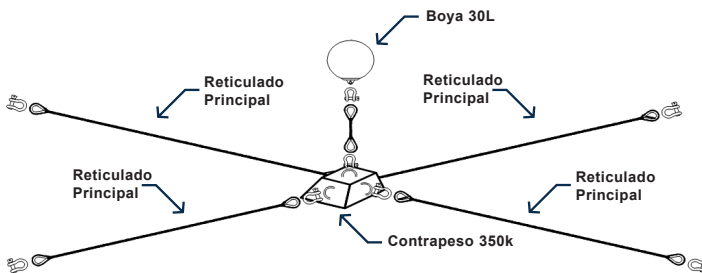 Boya 30L
Reticulado
Principal
Reticulado
Principal
Reticulado
Principal
Reticulado
Principal
Contrapeso 350k